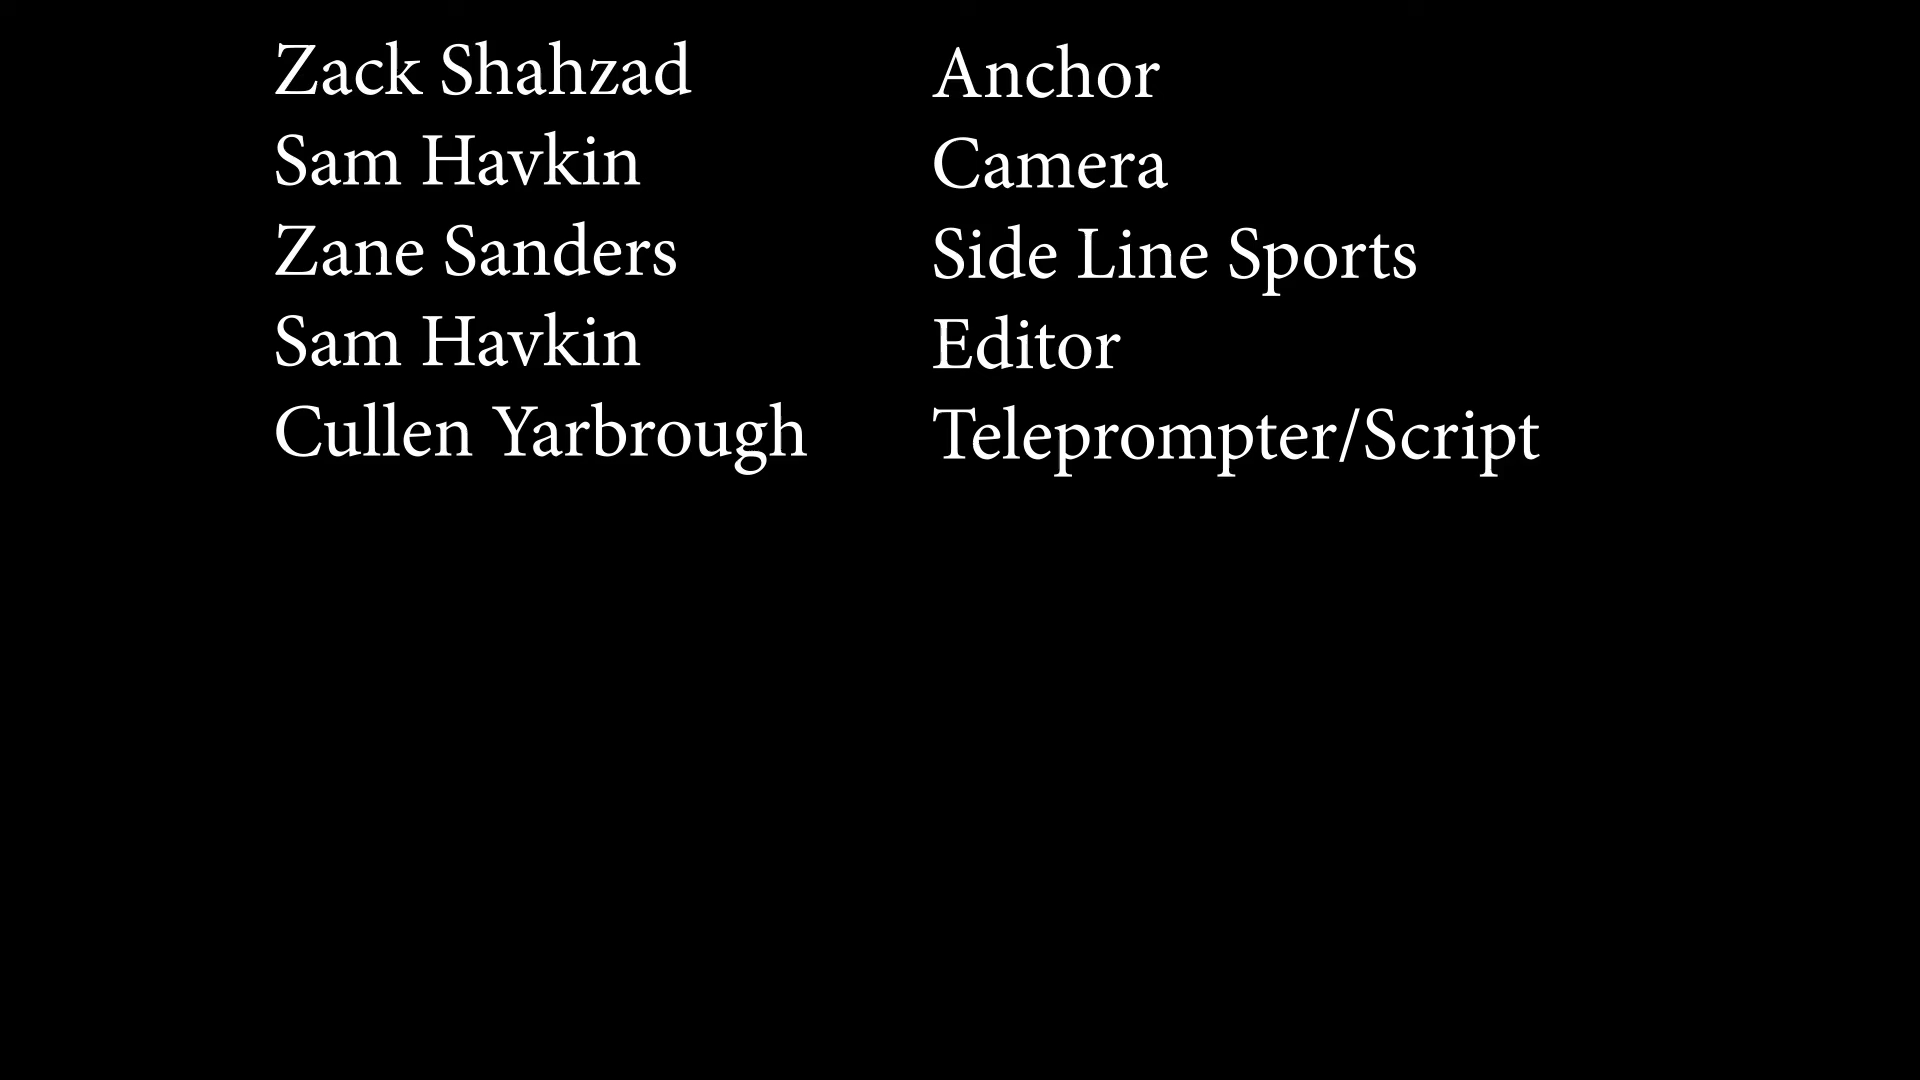 Zack Shahzad Anchor
Sam Havkin Camera
Zane Sanders Side Line Sports
Sam Havkin Editor
Cullen Yarbrough Teleprompter/Script